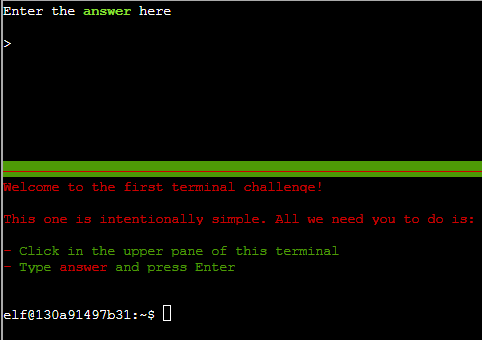 Enter the answer here
>
Welcome to the first terminal challenge!
This one is intentionally simple. All we need you to do is:
- Click in the upper pane of this terminal
- Type answer and press Enter
elf@130a91497b31:~$